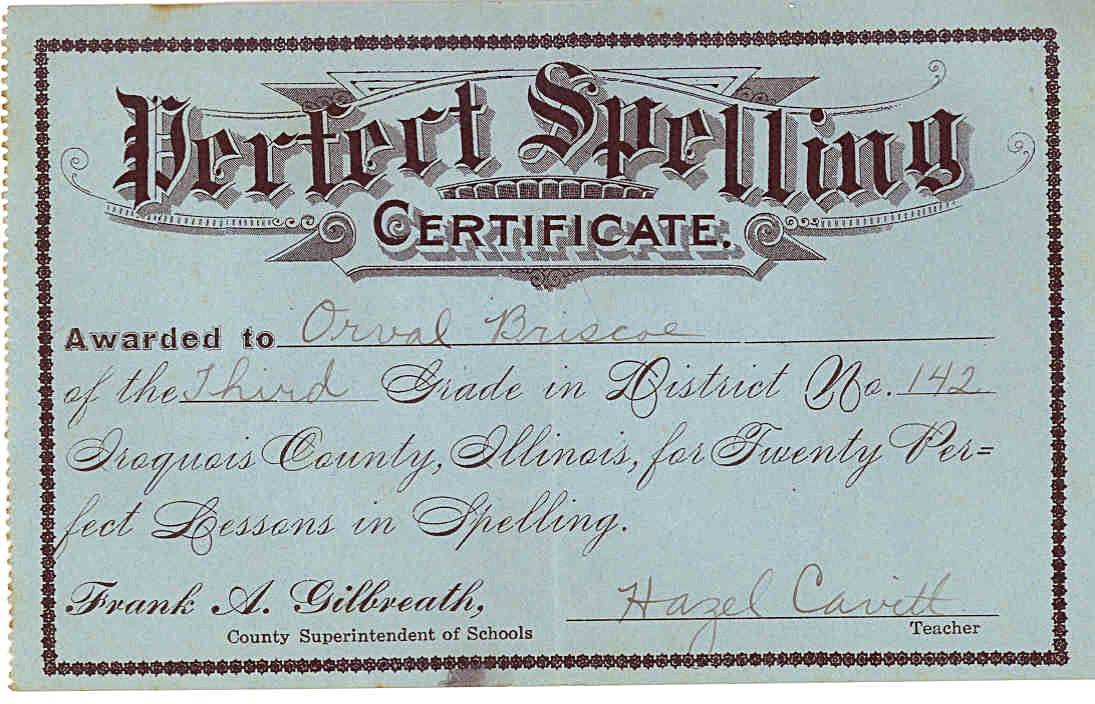 Perfect Spelling
CERTIFICATE.
Awarded to Orval Briscoe
of the Third Grade in District No. 142
Iroquois County, Illinois, for Twenty Per=
fect Lessons in Spelling.
Frank A. Gilbreath,
County Superintendent of Schools
Hazel Cavitt
Teacher